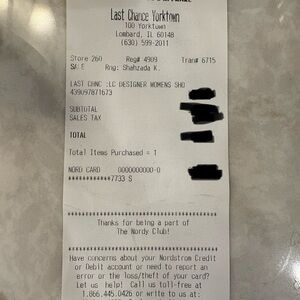 Last Chance Yorktown
100 Yorktown
Lombard, IL 60148
(630) 599-2011
Store 260 Reg# 4909 Tran# 6715
SALE Rng: Shahzada K.
LAST CHNC :LC DESIGNER WOMENS SHO
439097871673
SUBTOTAL
SALES TAX
TOTAL
Total Items Purchased = 1
NORD CARD 0000000000-0
************7733 S
Thanks for being a part of
The Nordy Club!
Have concerns about your Nordstrom Credit
or Debit account or need to report an
error or the loss/theft of your card?
Let us help! Call us toll-free at
1.866.445.0426 or write to us at: